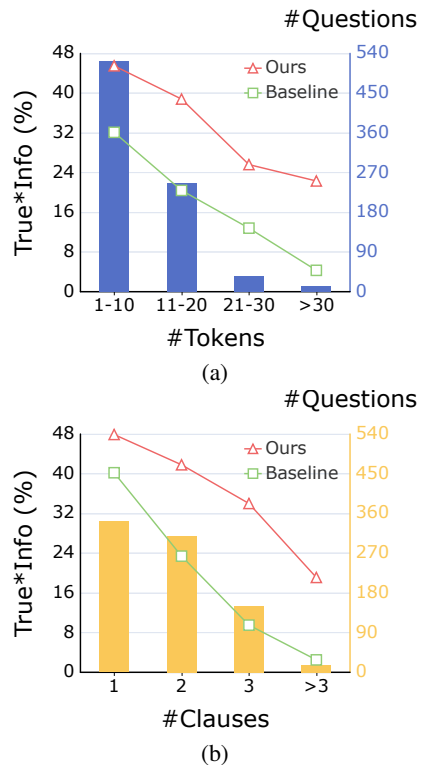 #Questions
48 540
Ours
40 450
Baseline
32 360
24 270
16 180
8 90
0 0
True*Info (%)
1-10 11-20 21-30 >30
#Tokens
(a)
#Questions
48 540
Ours
40 450
Baseline
32 360
24 270
16 180
8 90
0 0
True*Info (%)
1 2 3 >3
#Clauses
(b)